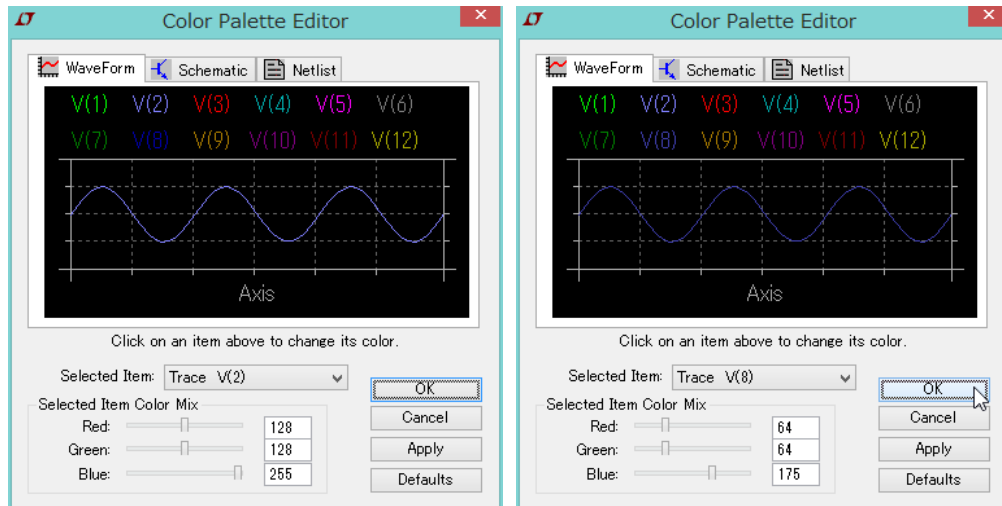 Color Palette Editor
WaveForm Schematic Netlist
V(1) V(2) V(3) V(4) V(5) V(6)
V(7) V(8) V(9) V(10) V(11) V(12)
Axis
Click on an item above to change its color.
Selected Item: Trace V(2)
Selected Item Color Mix
Red: 128
Green: 128
Blue: 255
OK
Cancel
Apply
Defaults
Color Palette Editor
WaveForm Schematic Netlist
V(1) V(2) V(3) V(4) V(5) V(6)
V(7) V(8) V(9) V(10) V(11) V(12)
Axis
Click on an item above to change its color.
Selected Item: Trace V(8)
Selected Item Color Mix
Red: 64
Green: 64
Blue: 175
OK
Cancel
Apply
Defaults